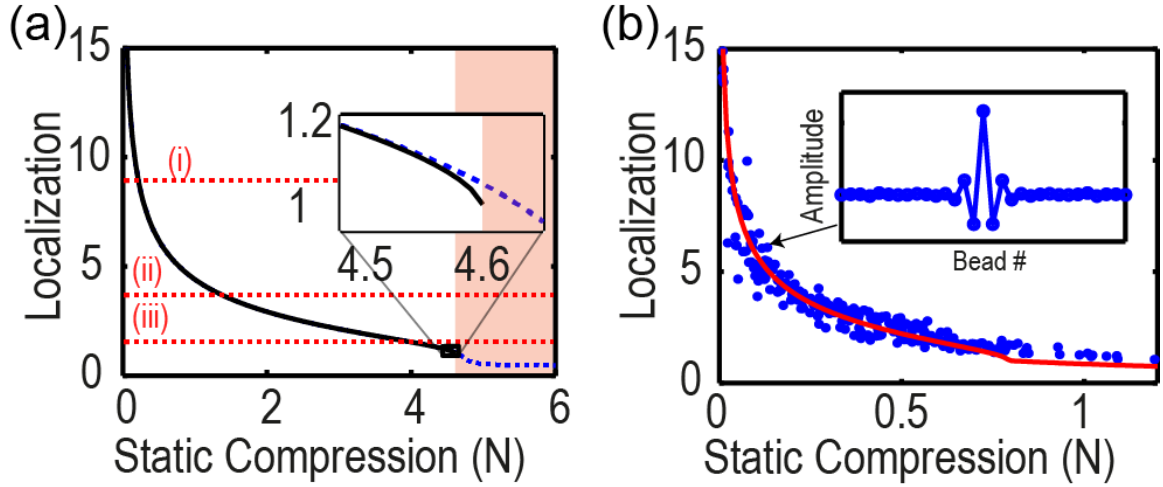 (a)
15
10
5
0
Localization
(i)
(ii)
(iii)
1.2
1
4.5
4.6
0
2
4
6
Static Compression (N)
(b)
15
10
5
0
Localization
Amplitude
Bead #
0
0.5
1
Static Compression (N)